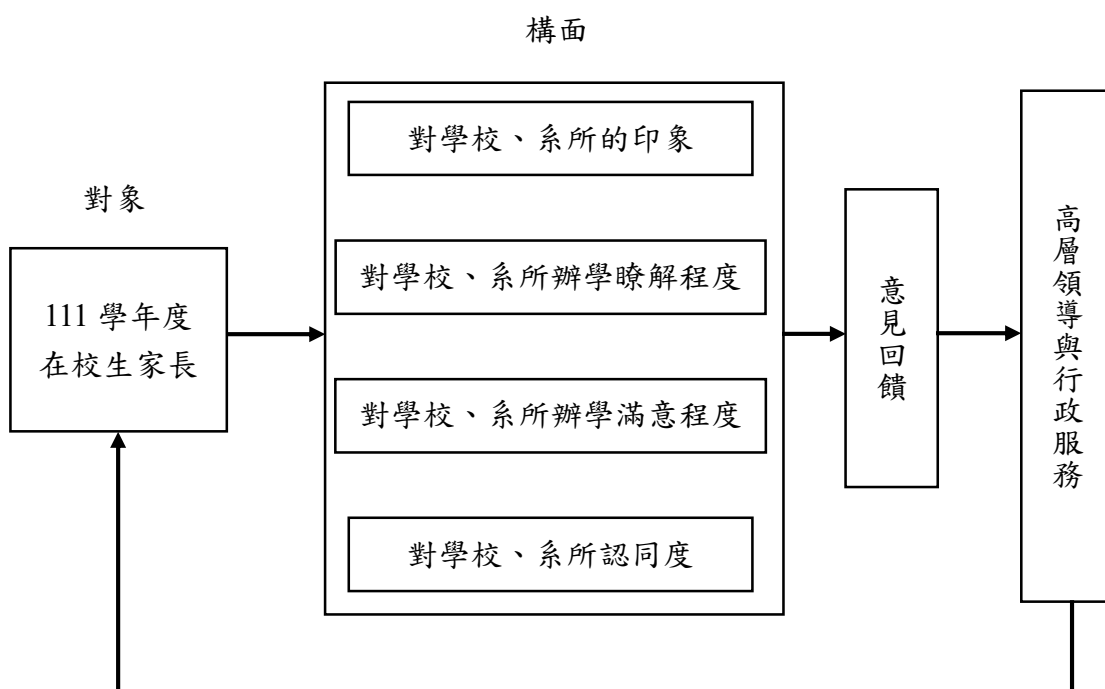 構面
對象
111 學年度
在校生家長
對學校、系所的印象
對學校、系所辦學瞭解程度
對學校、系所辦學滿意程度
對學校、系所認同度
意見回饋
高層領導與行政服務